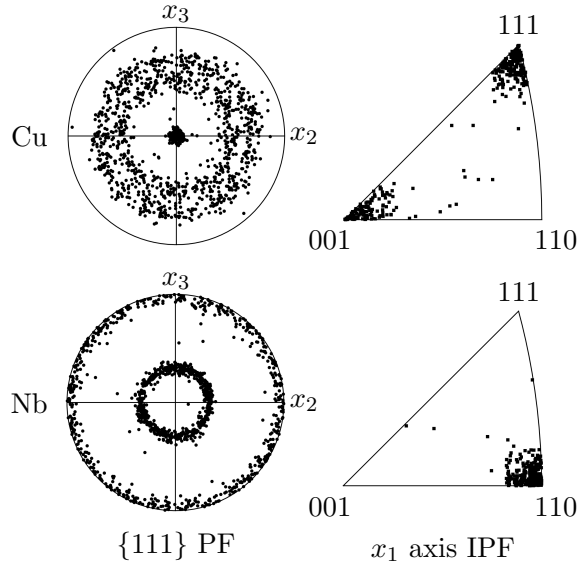 x₃
111
Cu
x₂
001
110
x₃
111
Nb
x₂
001
110
{111} PF
x₁ axis IPF